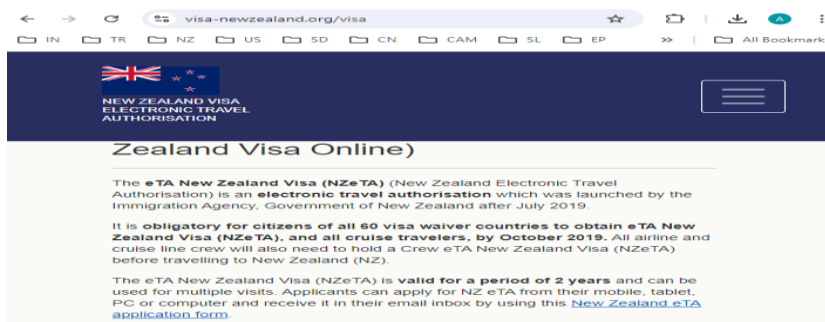 visa-newzealand.org/visa
IN TR NZ US SD CN CAM SL EP >> All Bookmark
NEW ZEALAND VISA
ELECTRONIC TRAVEL
AUTHORISATION
Zealand Visa Online)
The eTA New Zealand Visa (NZeTA) (New Zealand Electronic Travel
Authorisation) is an electronic travel authorisation which was launched by the
Immigration Agency, Government of New Zealand after July 2019.
It is obligatory for citizens of all 60 visa waiver countries to obtain eTA New
Zealand Visa (NZeTA), and all cruise travelers, by October 2019. All airline and
cruise line crew will also need to hold a Crew eTA New Zealand Visa (NZeTA)
before travelling to New Zealand (NZ).
The eTA New Zealand Visa (NZeTA) is valid for a period of 2 years and can be
used for multiple visits. Applicants can apply for NZ eTA from their mobile, tablet,
PC or computer and receive it in their email inbox by using this New Zealand eTA
application form.